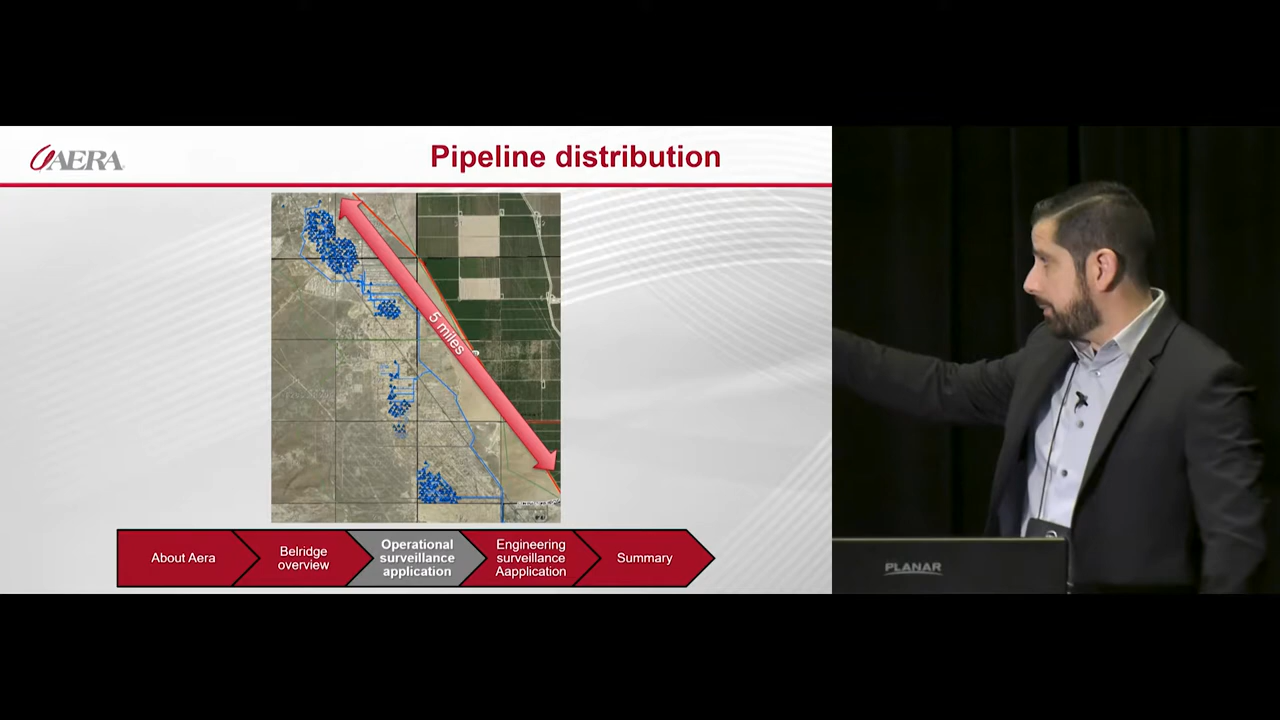 AERA
Pipeline distribution
5 miles
About Aera
Belridge
overview
Operational
surveillance
application
Engineering
surveillance
Aapplication
Summary
PLANAR